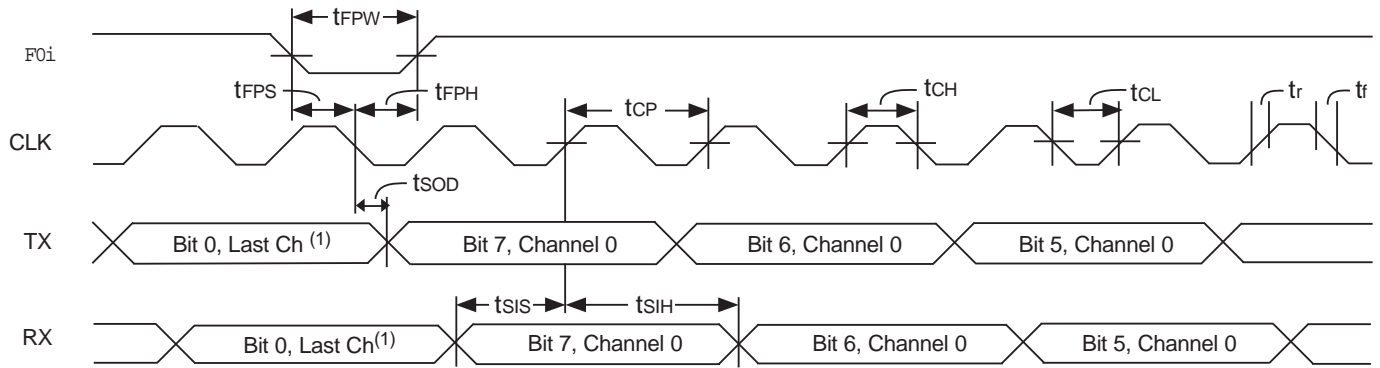 tFPW
F0i
tFPS
tFPH
tCP
tCH
tCL
tr
tf
CLK
tSOD
TX
Bit 0, Last Ch (1)
Bit 7, Channel 0
Bit 6, Channel 0
Bit 5, Channel 0
tSIS
tSIH
RX
Bit 0, Last Ch(1)
Bit 7, Channel 0
Bit 6, Channel 0
Bit 5, Channel 0